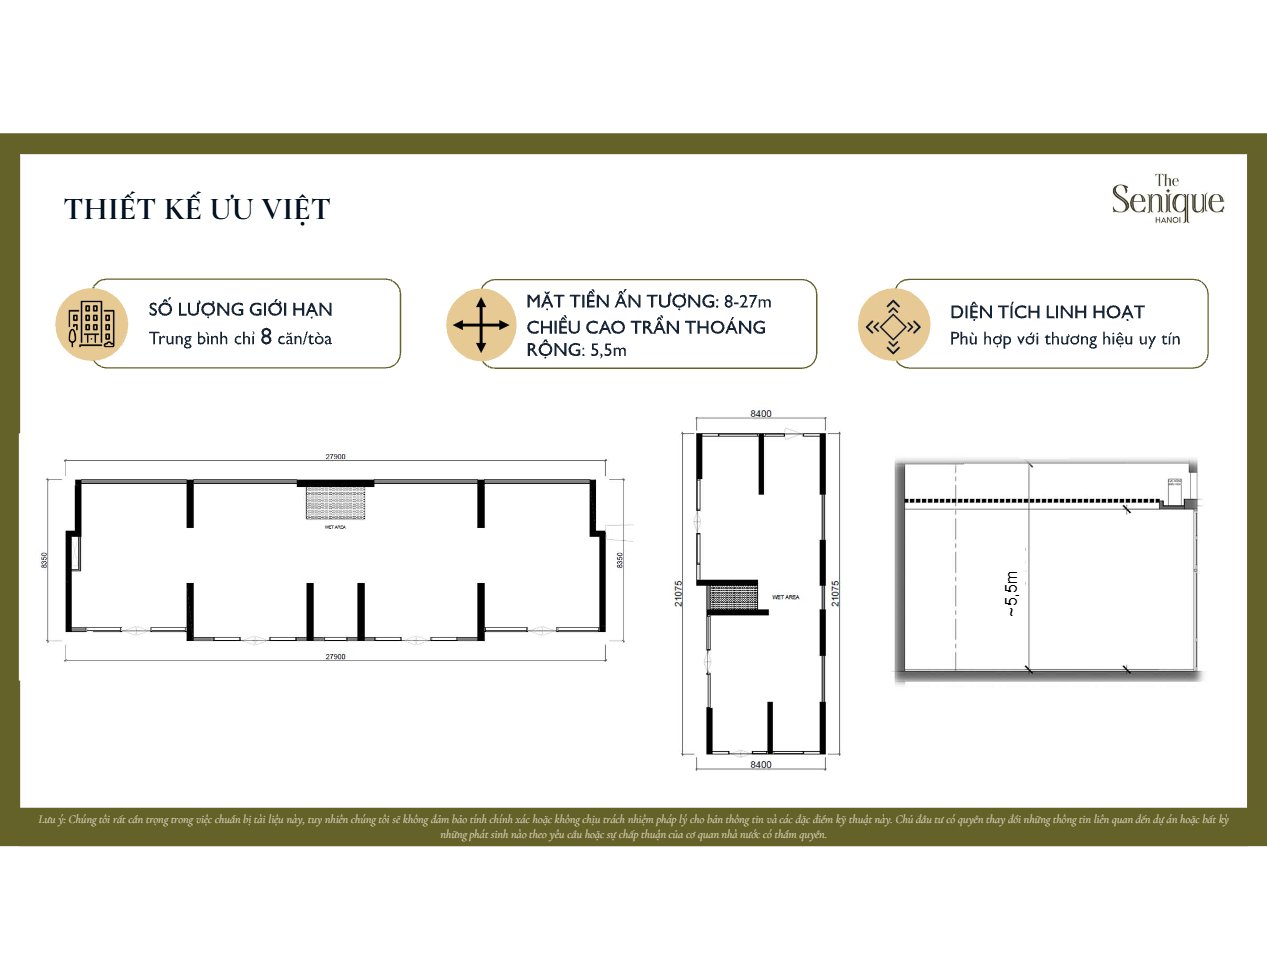 THIẾT KẾ ƯU VIỆT
The
Senique
HANOI
SỐ LƯỢNG GIỚI HẠN
Trung bình chỉ 8 căn/tòa
MẶT TIỀN ẤN TƯỢNG: 8-27m
CHIỀU CAO TRẦN THOÁNG
RỘNG: 5,5m
DIỆN TÍCH LINH HOẠT
Phù hợp với thương hiệu uy tín
27900
8350
WET AREA
8350
27900
8400
21075
WET AREA
21075
8400
~5,5m
Lưu ý: Chúng tôi rất cẩn trọng trong việc chuẩn bị tài liệu này, tuy nhiên chúng tôi sẽ không đảm bảo tính chính xác hoặc không chịu trách nhiệm pháp lý cho bản thông tin và các đặc điểm kỹ thuật này. Chủ đầu tư có quyền thay đổi những thông tin liên quan đến dự án hoặc bất kỳ
những phát sinh nào theo yêu cầu hoặc sự chấp thuận của cơ quan nhà nước có thẩm quyền.